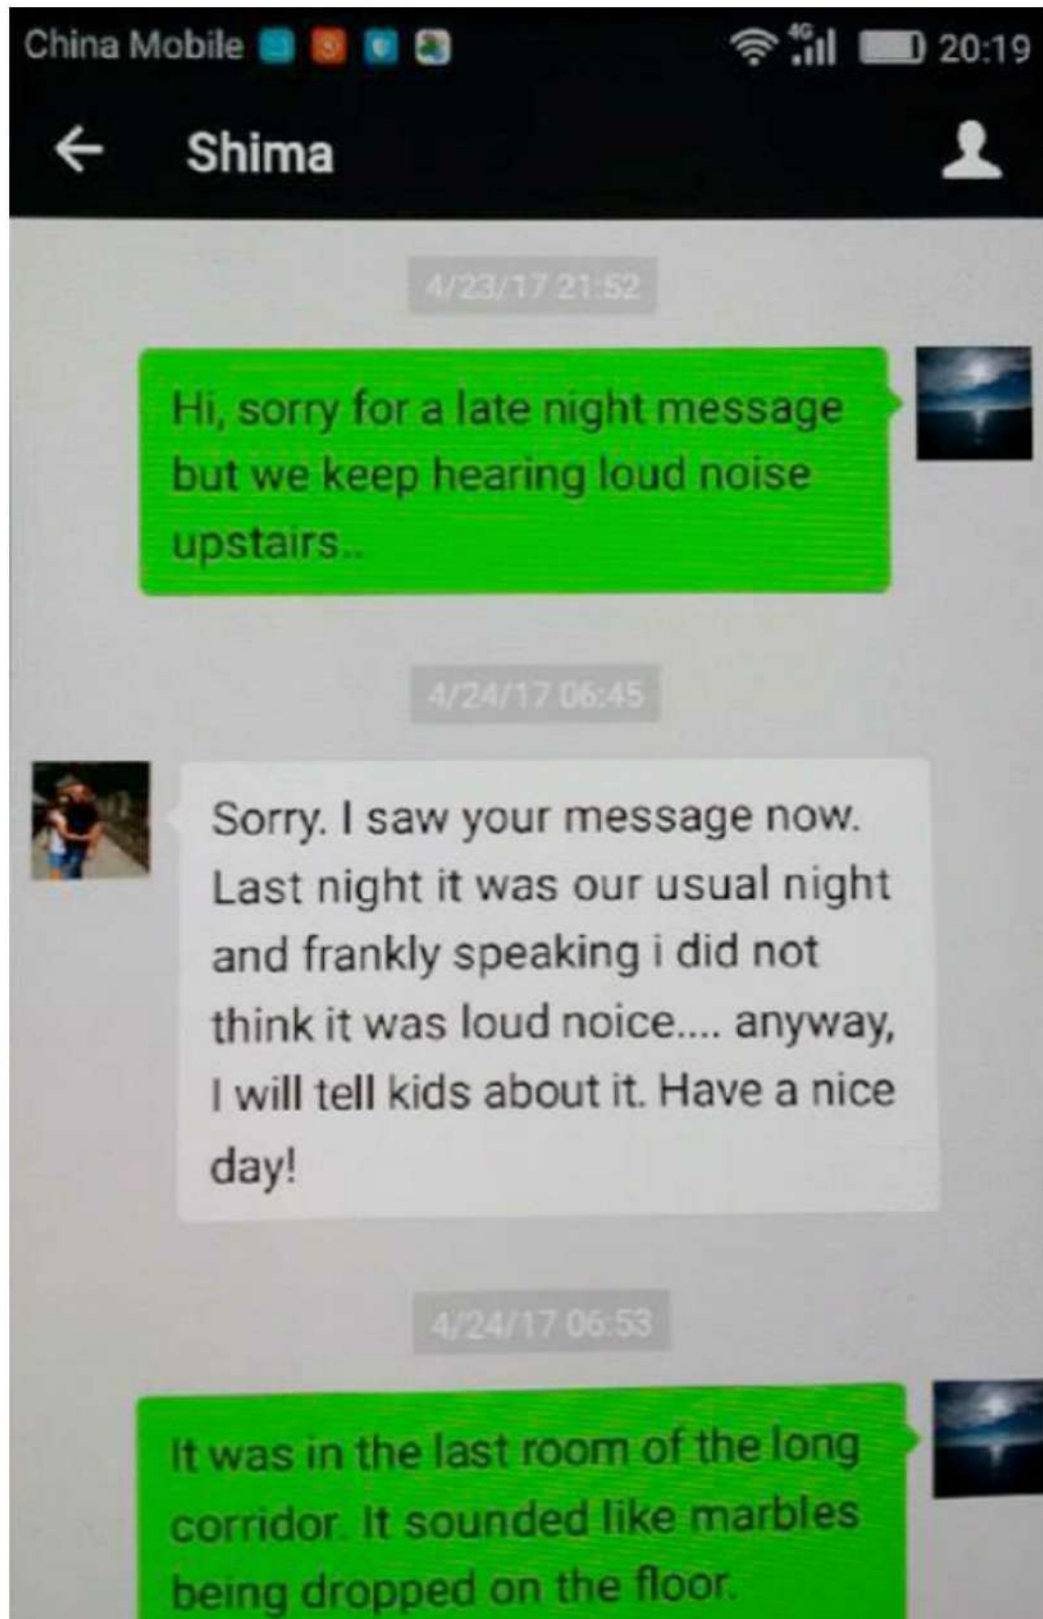 China Mobile 4G 20:19
Shima
4/23/17 21:52
Hi, sorry for a late night message
but we keep hearing loud noise
upstairs..
4/24/17 06:45
Sorry. I saw your message now.
Last night it was our usual night
and frankly speaking i did not
think it was loud noice.... anyway,
I will tell kids about it. Have a nice
day!
4/24/17 06:53
It was in the last room of the long
corridor. It sounded like marbles
being dropped on the floor.